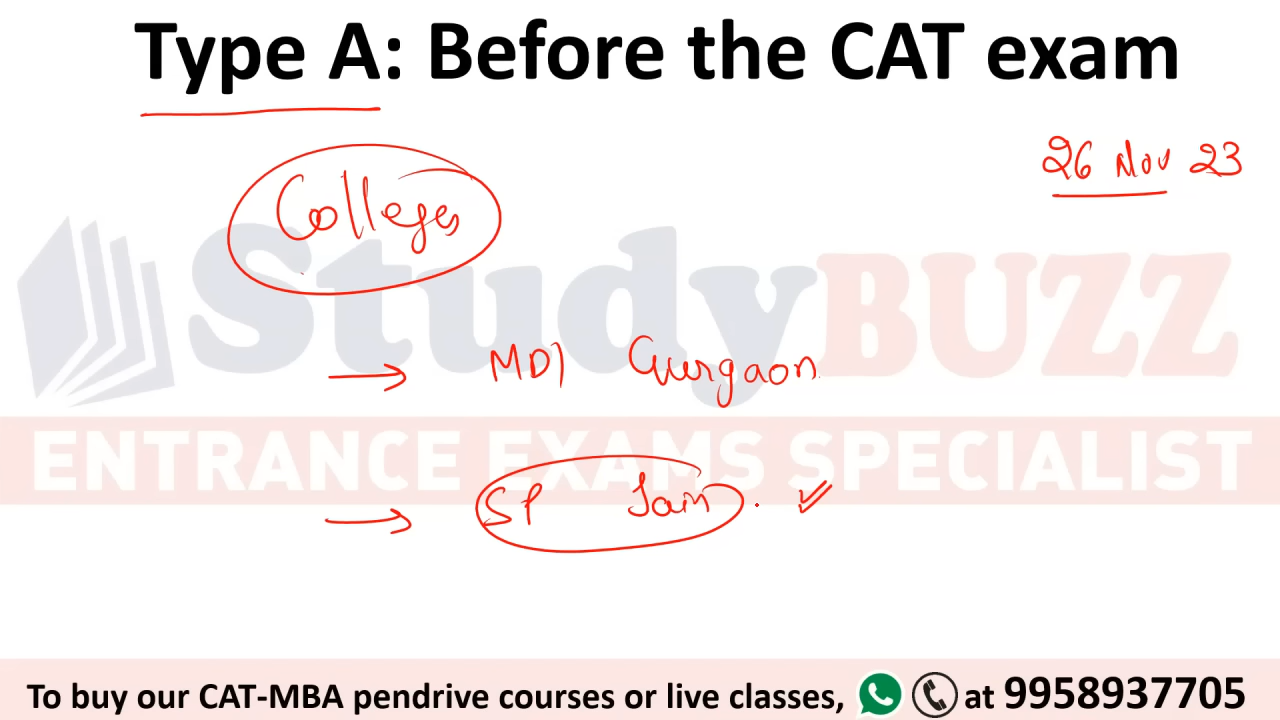 Type A: Before the CAT exam
26 Nov 23
Colleges
StudyBUZZ
→ MDI Gurgaon
ENTRANCE EXAMS SPECIALIST
→ SP Jain.
To buy our CAT-MBA pendrive courses or live classes, at 9958937705